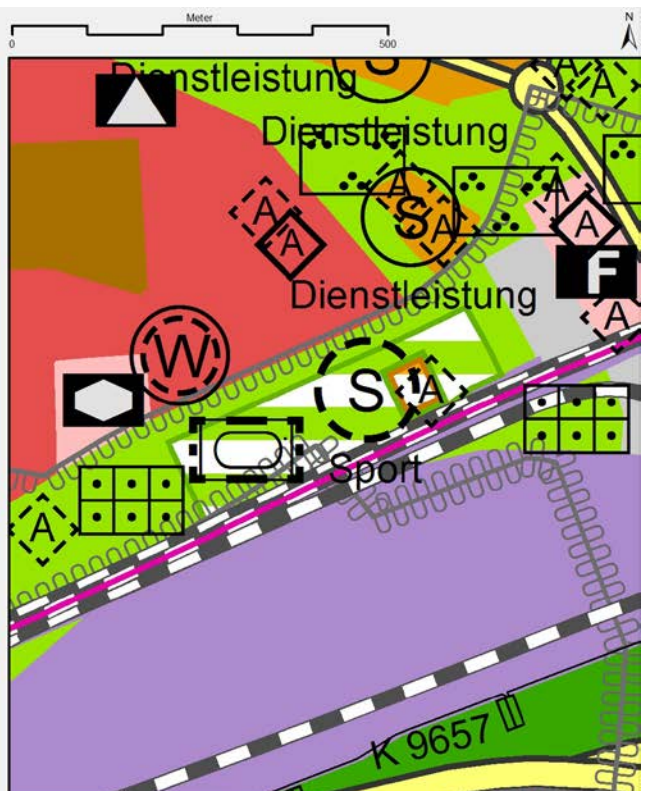 Meter
N
0
500
S
A
Dienstleistung
A
Dienstleistung
A
A
A
S
A
A
A
F
Dienstleistung
A
W
S
A
Sport
A
K 9657